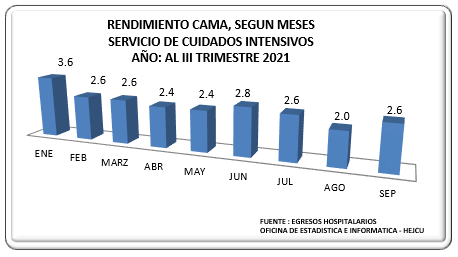 RENDIMIENTO CAMA, SEGUN MESES
SERVICIO DE CUIDADOS INTENSIVOS
AÑO: AL III TRIMESTRE 2021
3.6
2.6
2.6
2.4
2.4
2.8
2.6
2.0
2.6
ENE
FEB
MARZ
ABR
MAY
JUN
JUL
AGO
SEP
FUENTE : EGRESOS HOSPITALARIOS
OFICINA DE ESTADISTICA E INFORMATICA - HEJCU